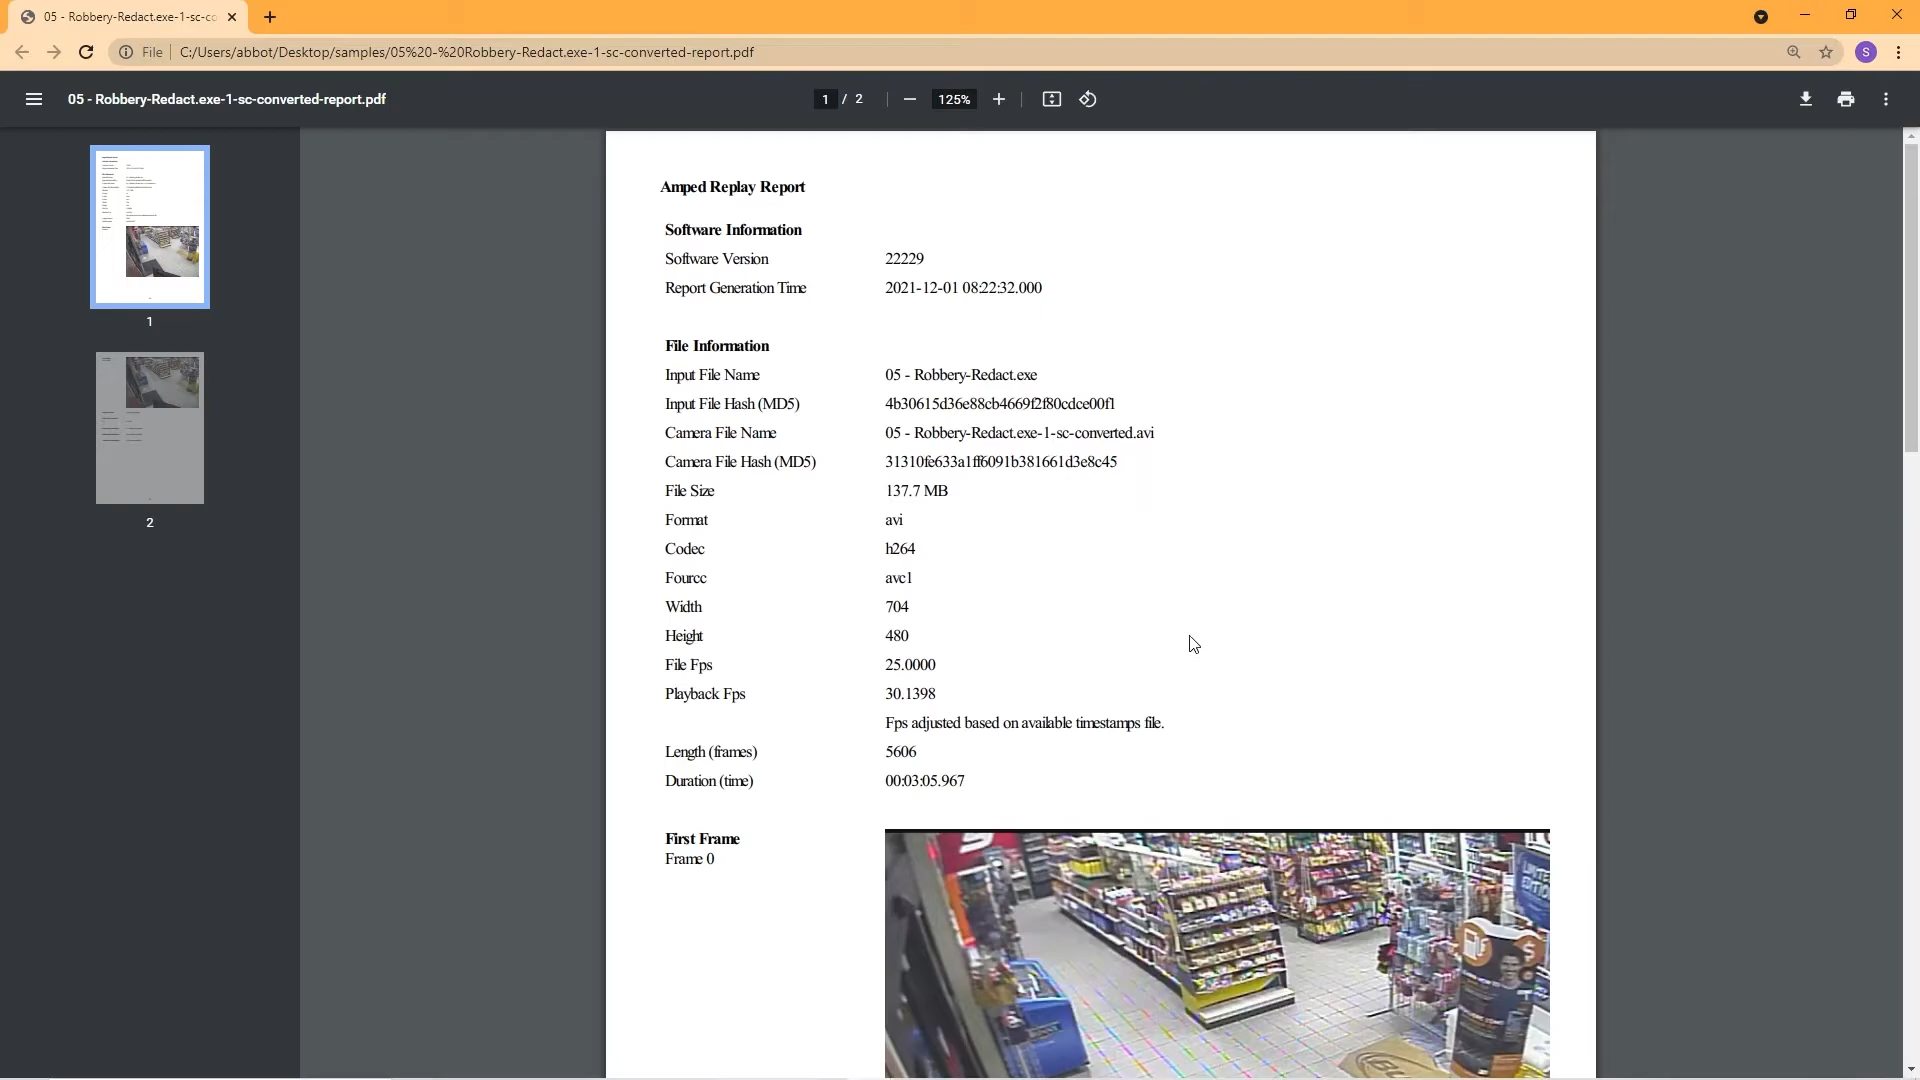 05 - Robbery-Redact.exe-1-sc-co
File
C:/Users/abbot/Desktop/samples/05%20-%20Robbery-Redact.exe-1-sc-converted-report.pdf
S
05 - Robbery-Redact.exe-1-sc-converted-report.pdf
1 / 2
125%
1
2
Amped Replay Report
Software Information
Software Version 22229
Report Generation Time 2021-12-01 08:22:32.000
File Information
Input File Name 05 - Robbery-Redact.exe
Input File Hash (MD5) 4b30615d36e88cb4669f2f80cdce00f1
Camera File Name 05 - Robbery-Redact.exe-1-sc-converted.avi
Camera File Hash (MD5) 31310fe633a1ff6091b381661d3e8c45
File Size 137.7 MB
Format avi
Codec h264
Fourcc avc1
Width 704
Height 480
File Fps 25.0000
Playback Fps 30.1398
Fps adjusted based on available timestamps file.
Length (frames) 5606
Duration (time) 00:03:05.967
First Frame
Frame 0
LIMITED
EDITION